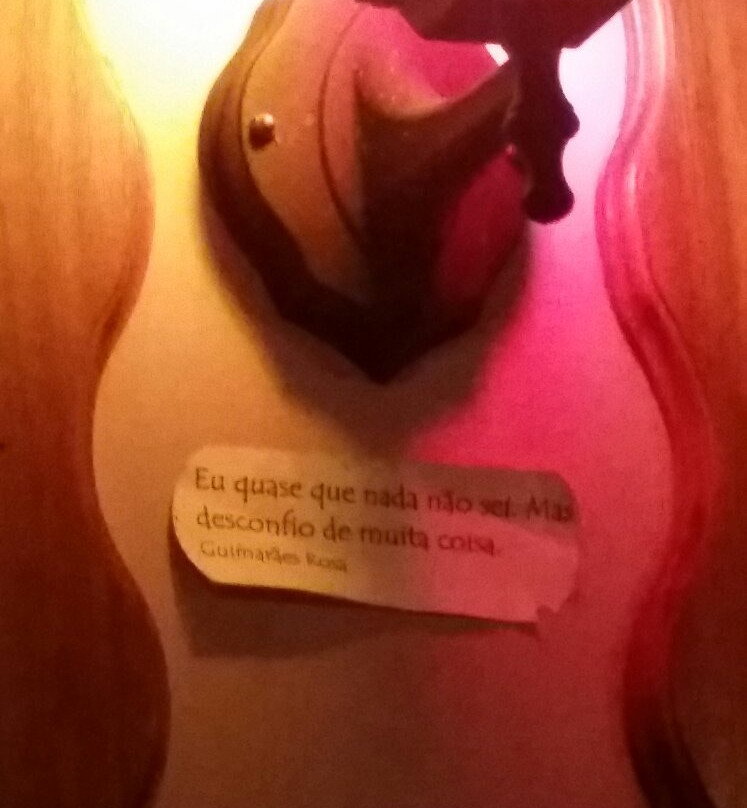 Eu quase que nada não sei. Mas
desconfio de muita coisa.
Guimarães Rosa